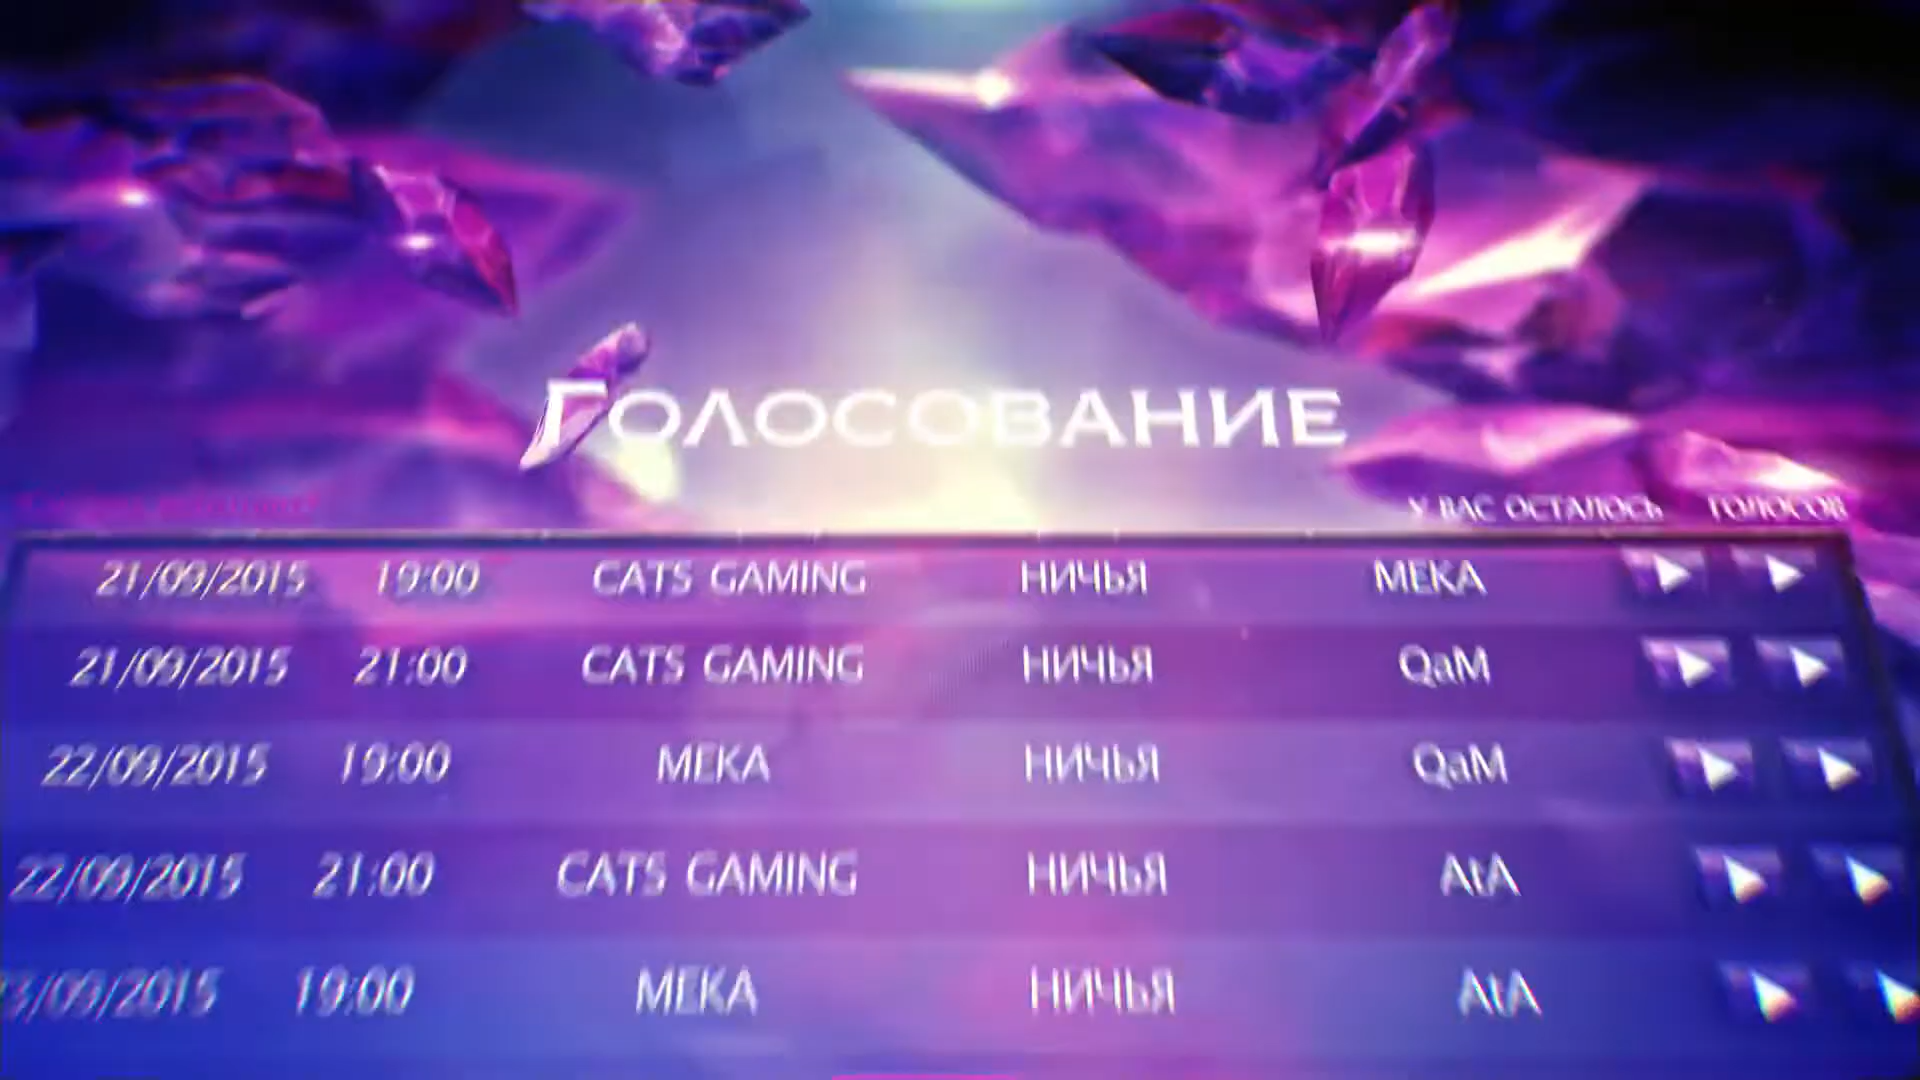 Голосование
У ВАС ОСТАЛОСЬ ГОЛОСОВ
21/09/2015 19:00 CATS GAMING НИЧЬЯ MEKA
21/09/2015 21:00 CATS GAMING НИЧЬЯ QaM
22/09/2015 19:00 MEKA НИЧЬЯ QaM
22/09/2015 21:00 CATS GAMING НИЧЬЯ AtA
/09/2015 19:00 MEKA НИЧЬЯ AtA